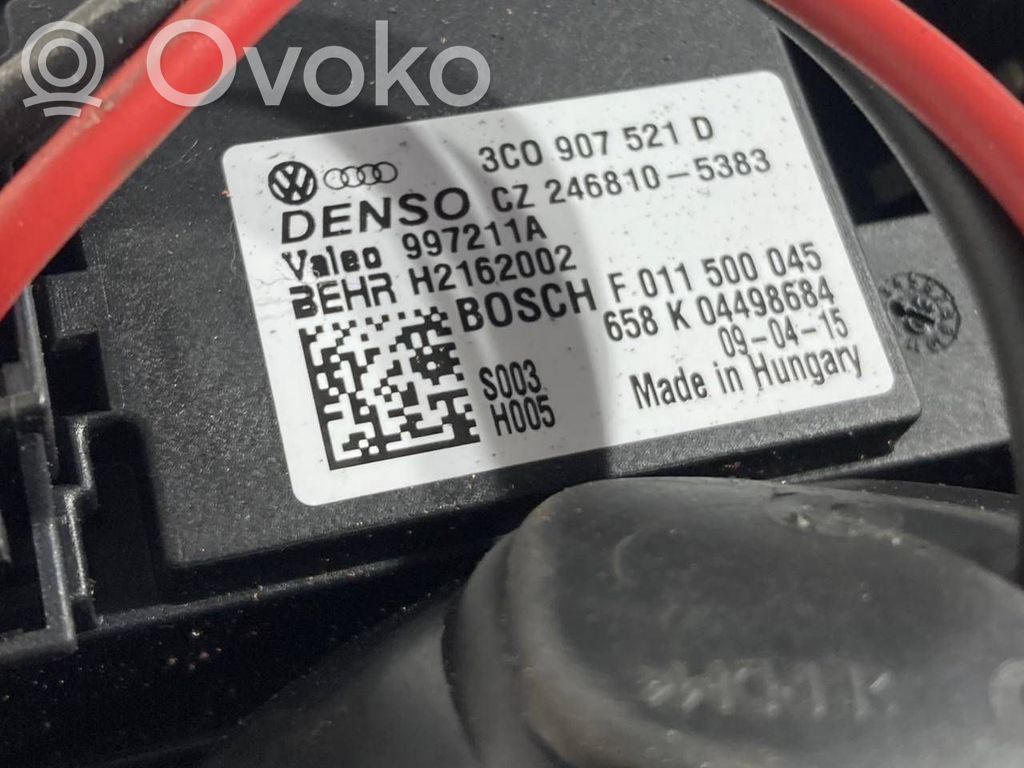 Ovoko
3C0 907 521 D
DENSO CZ 246810-5383
Valeo 997211A
BEHR H2162002
BOSCH F 011 500 045
658 K 04498684
09-04-15
S003
H005
Made in Hungary